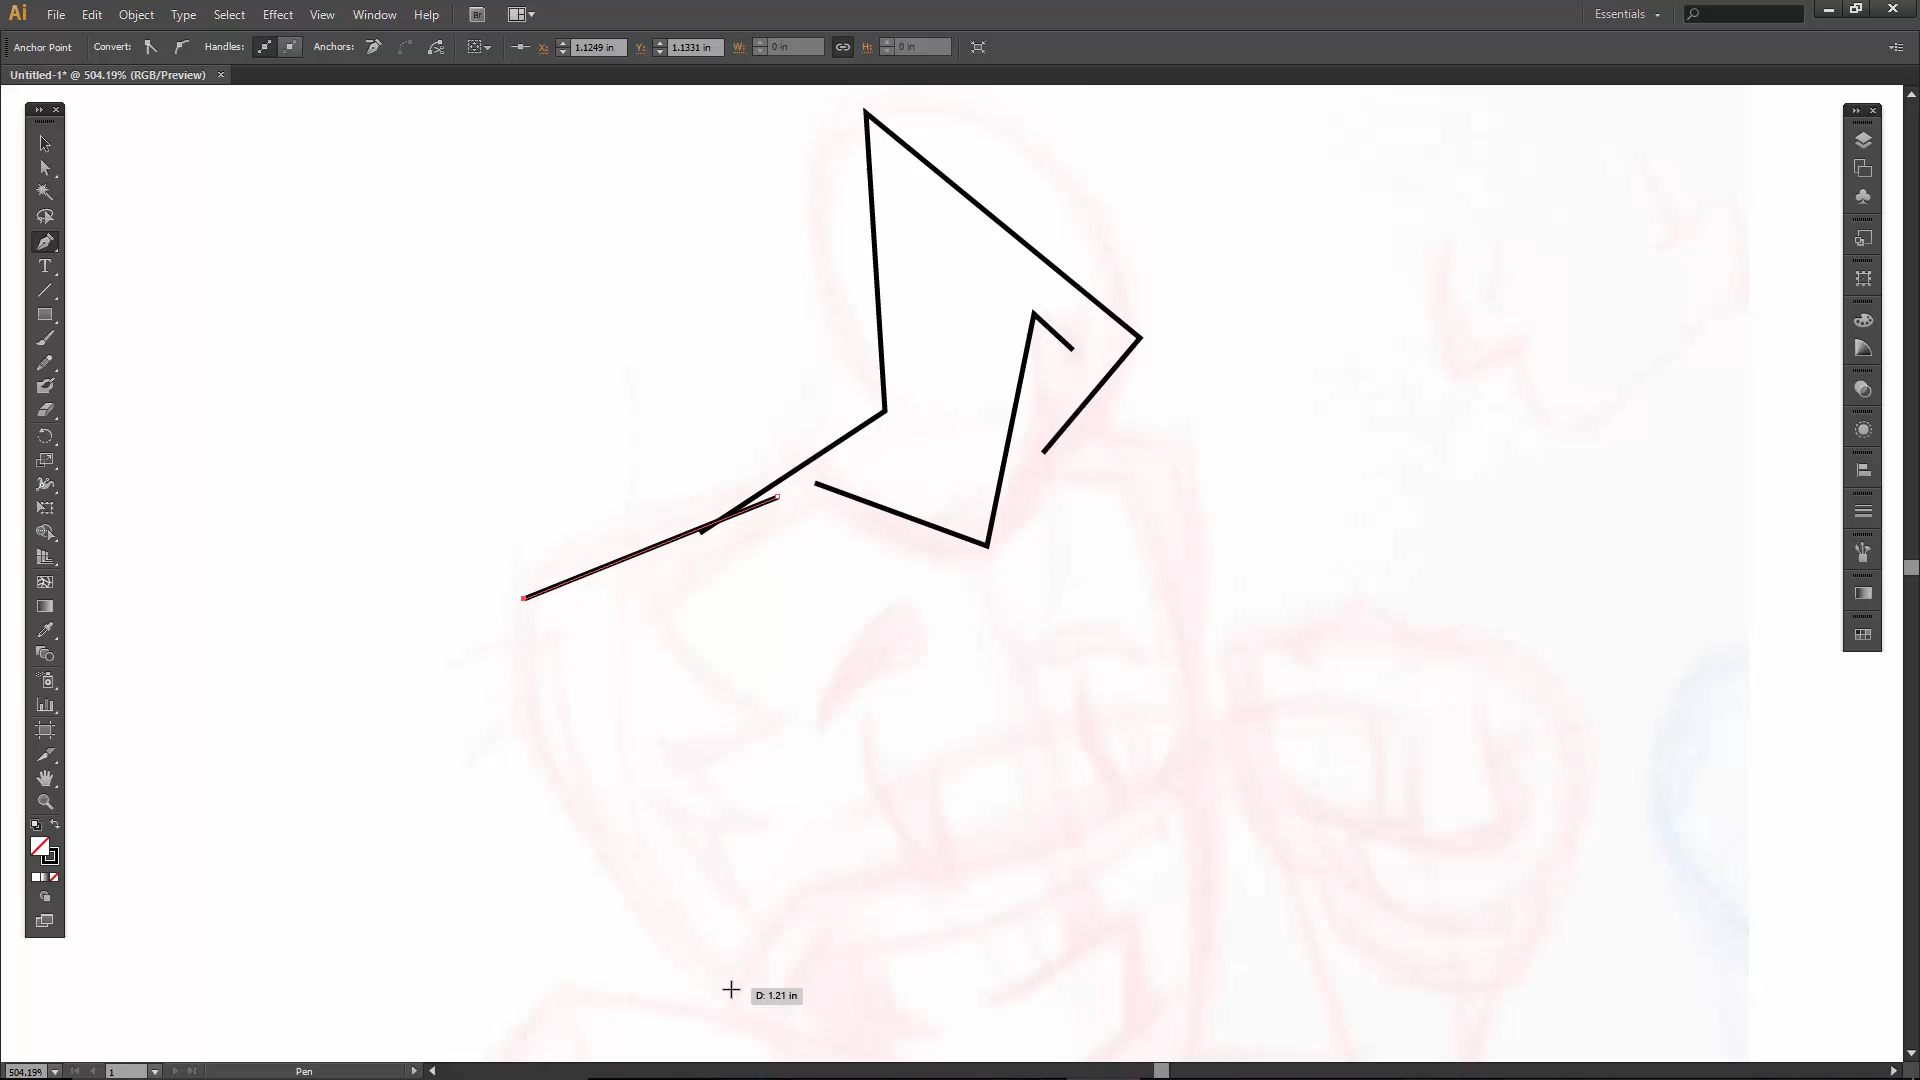 Ai File Edit Object Type Select Effect View Window Help Br Essentials
Anchor Point Convert: Handles: Anchors: X: 1.1249 in Y: 1.1331 in W: 0 in H: 0 in
Untitled-1* @ 504.19% (RGB/Preview)
D: 1.21 in
504.19% 1 Pen